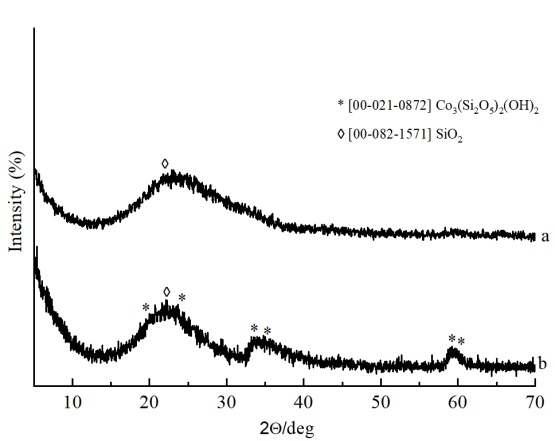 * [00-021-0872] Co₃(Si₂O₅)₂(OH)₂
◊ [00-082-1571] SiO₂
Intensity (%)
◊
a
◊
* *
* *
* *
b
10 20 30 40 50 60 70
2Θ/deg